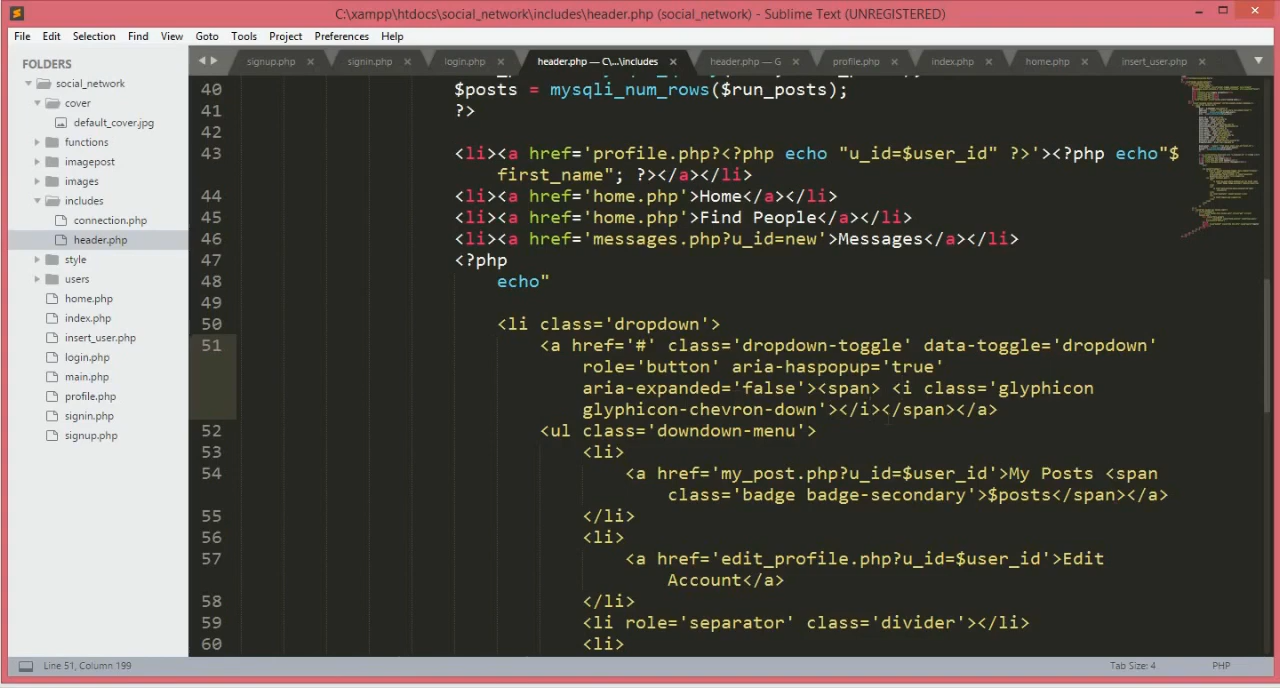 C:\xampp\htdocs\social_network\includes\header.php (social_network) - Sublime Text (UNREGISTERED)
File Edit Selection Find View Goto Tools Project Preferences Help
FOLDERS
social_network
cover
default_cover.jpg
functions
imagepost
images
includes
connection.php
header.php
style
users
home.php
index.php
insert_user.php
login.php
main.php
profile.php
signin.php
signup.php
signup.php signin.php login.php header.php — C\...\includes header.php — G profile.php index.php home.php insert_user.php
40 $posts = mysqli_num_rows($run_posts);
41 ?>
42
43 <li><a href='profile.php?<?php echo "u_id=$user_id" ?>'><?php echo"$
first_name"; ?></a></li>
44 <li><a href='home.php'>Home</a></li>
45 <li><a href='home.php'>Find People</a></li>
46 <li><a href='messages.php?u_id=new'>Messages</a></li>
47 <?php
48 echo"
49
50 <li class='dropdown'>
51 <a href='#' class='dropdown-toggle' data-toggle='dropdown'
role='button' aria-haspopup='true'
aria-expanded='false'><span> <i class='glyphicon
glyphicon-chevron-down'></i></span></a>
52 <ul class='downdown-menu'>
53 <li>
54 <a href='my_post.php?u_id=$user_id'>My Posts <span
class='badge badge-secondary'>$posts</span></a>
55 </li>
56 <li>
57 <a href='edit_profile.php?u_id=$user_id'>Edit
Account</a>
58 </li>
59 <li role='separator' class='divider'></li>
60 <li>
Line 51, Column 199 Tab Size: 4 PHP